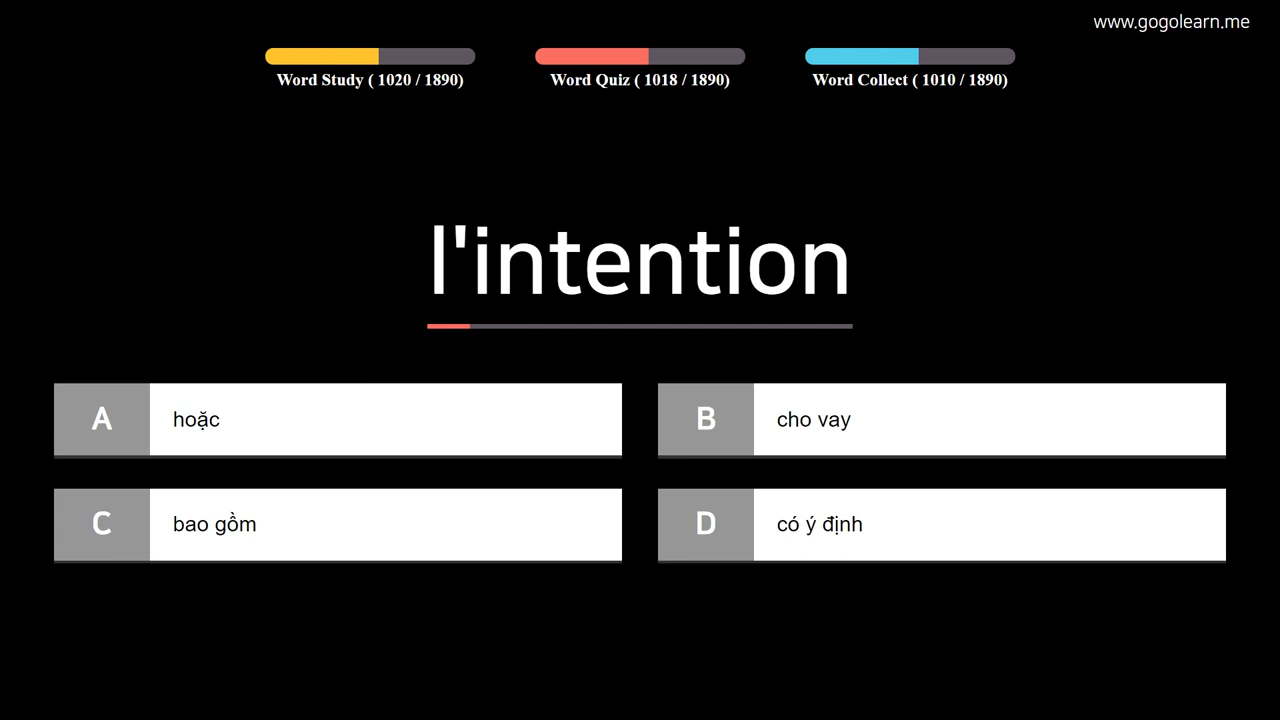 www.gogolearn.me
Word Study ( 1020 / 1890)
Word Quiz ( 1018 / 1890)
Word Collect ( 1010 / 1890)
l'intention
A hoặc
B cho vay
C bao gồm
D có ý định